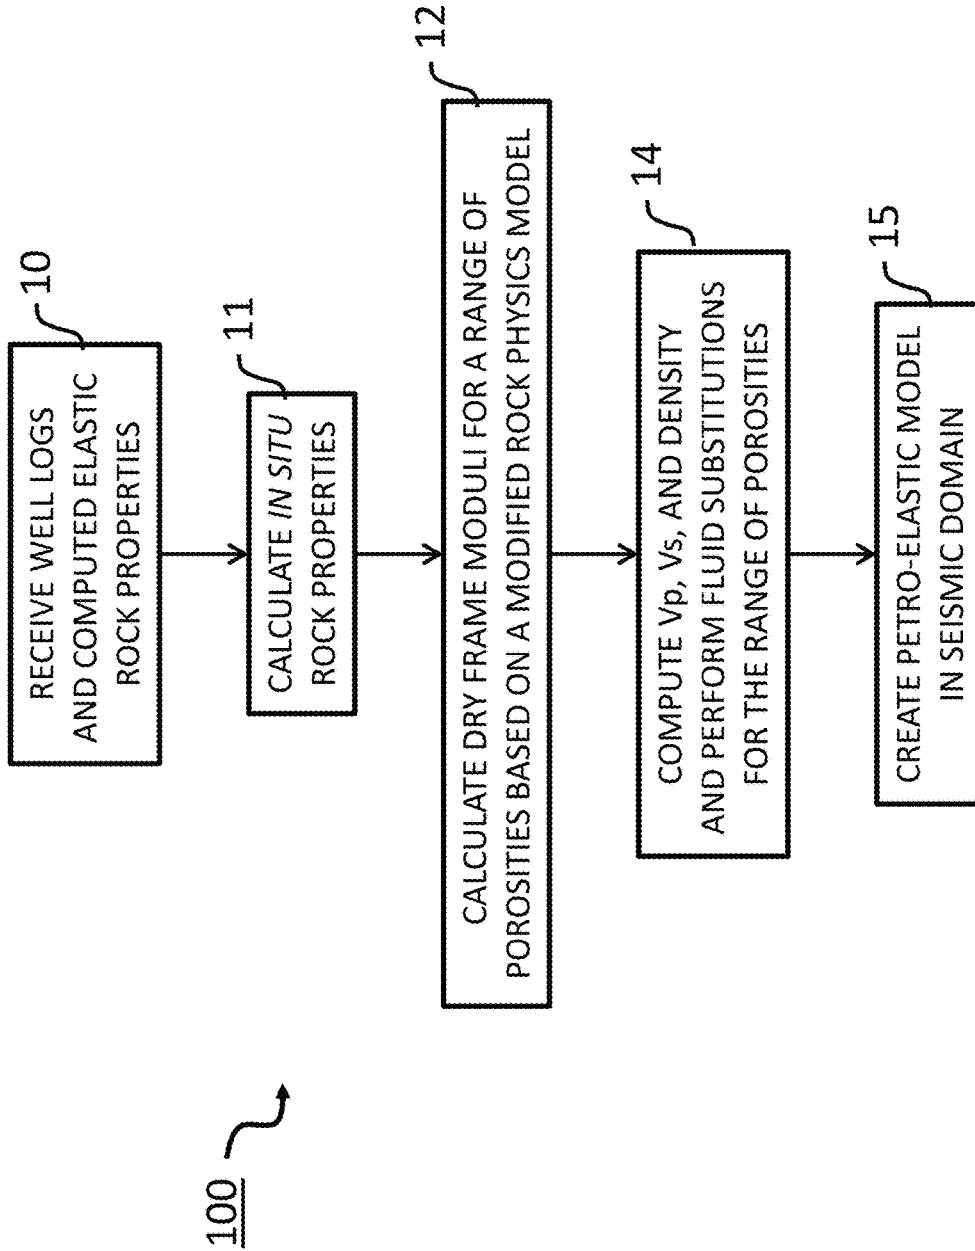 100
RECEIVE WELL LOGS
AND COMPUTED ELASTIC
ROCK PROPERTIES
10
CALCULATE IN SITU
ROCK PROPERTIES
11
CALCULATE DRY FRAME MODULI FOR A RANGE OF
POROSITIES BASED ON A MODIFIED ROCK PHYSICS MODEL
12
COMPUTE Vp, Vs, AND DENSITY
AND PERFORM FLUID SUBSTITUTIONS
FOR THE RANGE OF POROSITIES
14
CREATE PETRO-ELASTIC MODEL
IN SEISMIC DOMAIN
15